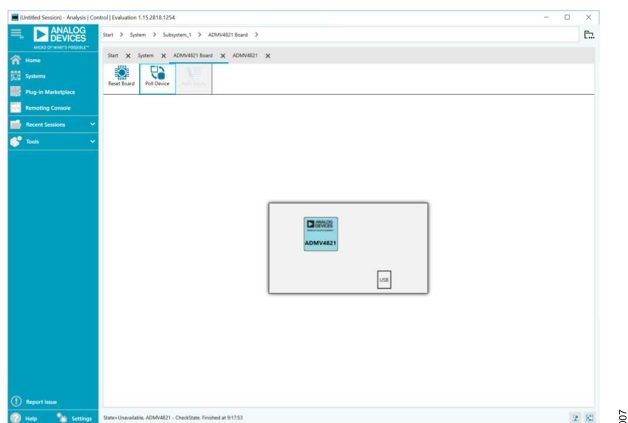 (Untitled Session) - Analysis | Control | Evaluation 1.15.2818.1254
ANALOG DEVICES
AHEAD OF WHAT'S POSSIBLE™
Start > System > Subsystem_1 > ADMV4821 Board >
Start System ADMV4821 Board ADMV4821
Home
Systems
Plug-in Marketplace
Remoting Console
Recent Sessions
Tools
Reset Board
Poll Device
ANALOG DEVICES
ADMV4821
USB
Report Issue
Help
Settings
State=Unavailable. ADMV4821 - CheckState. Finished at 9:17:53
007